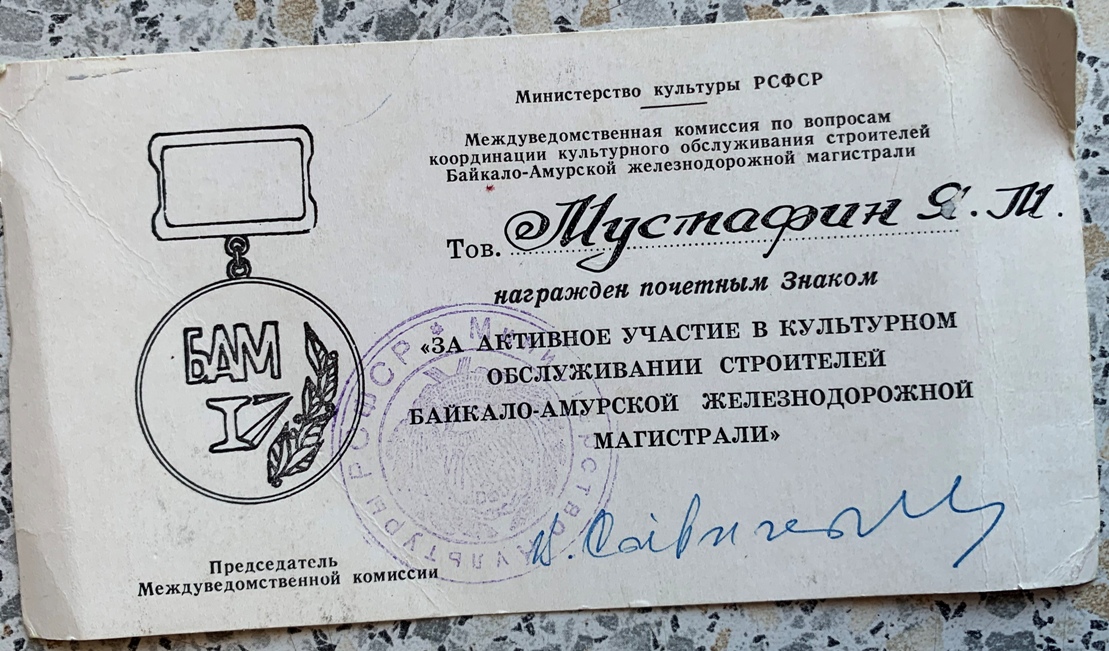 Министерство культуры РСФСР
Междуведомственная комиссия по вопросам
координации культурного обслуживания строителей
Байкало-Амурской железнодорожной магистрали
Тов. Мустафин Я. М.
награжден почетным Знаком
«ЗА АКТИВНОЕ УЧАСТИЕ В КУЛЬТУРНОМ
ОБСЛУЖИВАНИИ СТРОИТЕЛЕЙ
БАЙКАЛО-АМУРСКОЙ ЖЕЛЕЗНОДОРОЖНОЙ
МАГИСТРАЛИ»
БАМ
Председатель
Междуведомственной комиссии